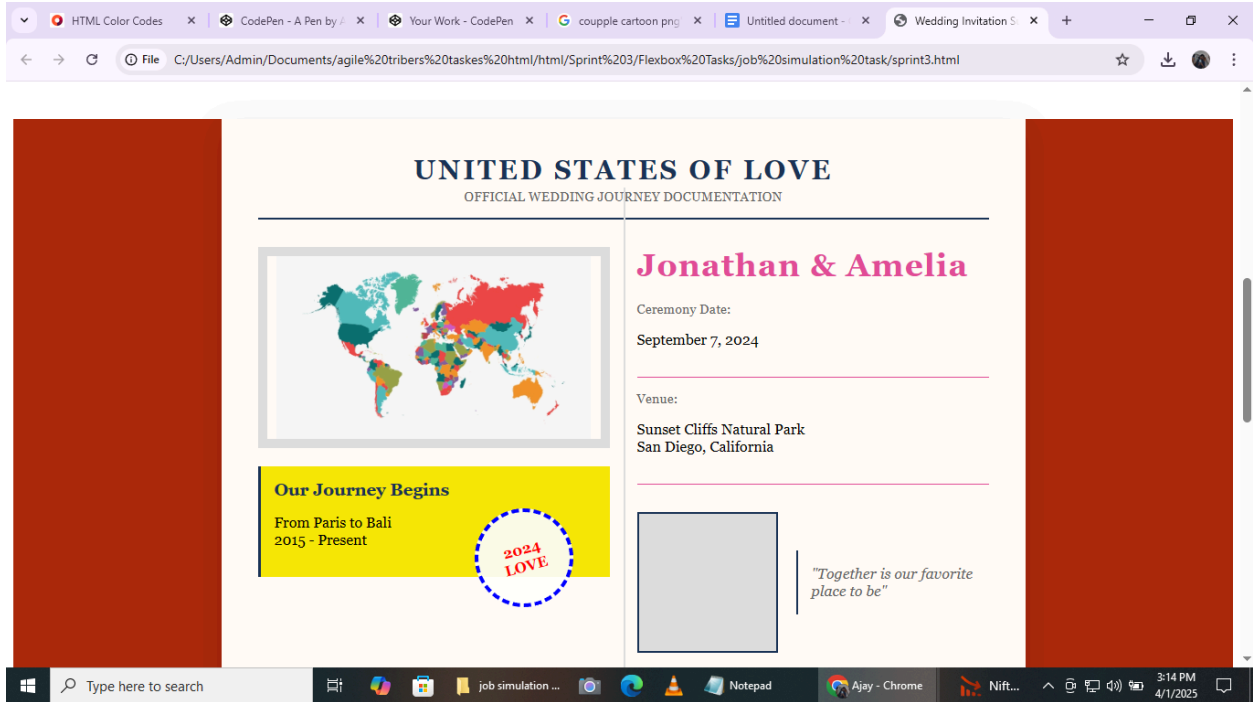 HTML Color Codes
CodePen - A Pen by A
Your Work - CodePen
coupple cartoon png
Untitled document -
Wedding Invitation S
File C:/Users/Admin/Documents/agile%20tribers%20taskes%20html/html/Sprint%203/Flexbox%20Tasks/job%20simulation%20task/sprint3.html
UNITED STATES OF LOVE
OFFICIAL WEDDING JOURNEY DOCUMENTATION
Jonathan & Amelia
Ceremony Date:
September 7, 2024
Venue:
Sunset Cliffs Natural Park
San Diego, California
Our Journey Begins
From Paris to Bali
2015 - Present
2024
LOVE
"Together is our favorite
place to be"
Type here to search
job simulation ...
Notepad
Ajay - Chrome
Nift...
3:14 PM
4/1/2025